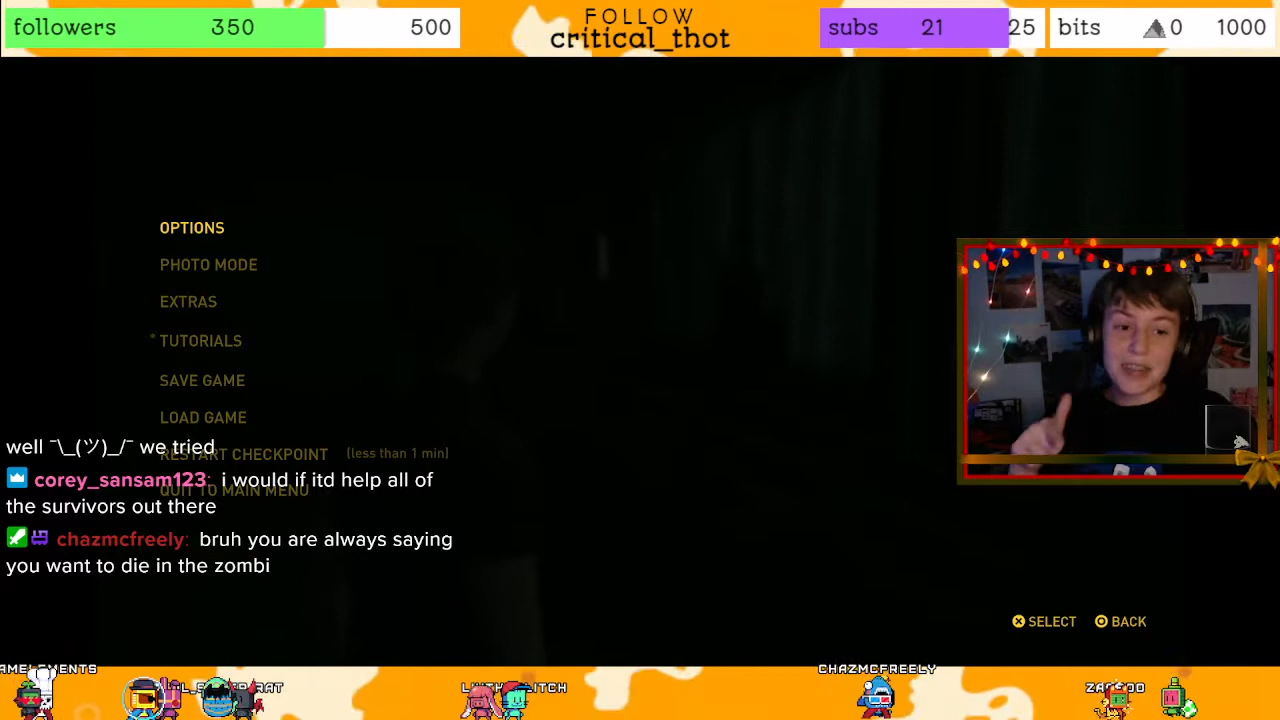 followers 350 500
FOLLOW
critical_thot
subs 21 25
bits 0 1000
OPTIONS
PHOTO MODE
EXTRAS
TUTORIALS
SAVE GAME
LOAD GAME
RESTART CHECKPOINT (less than 1 min)
QUIT TO MAIN MENU
well ¯\_(ツ)_/¯ we tried
corey_sansam123: i would if itd help all of
the survivors out there
chazmcfreely: bruh you are always saying
you want to die in the zombi
SELECT BACK
CHAZMCFREELY